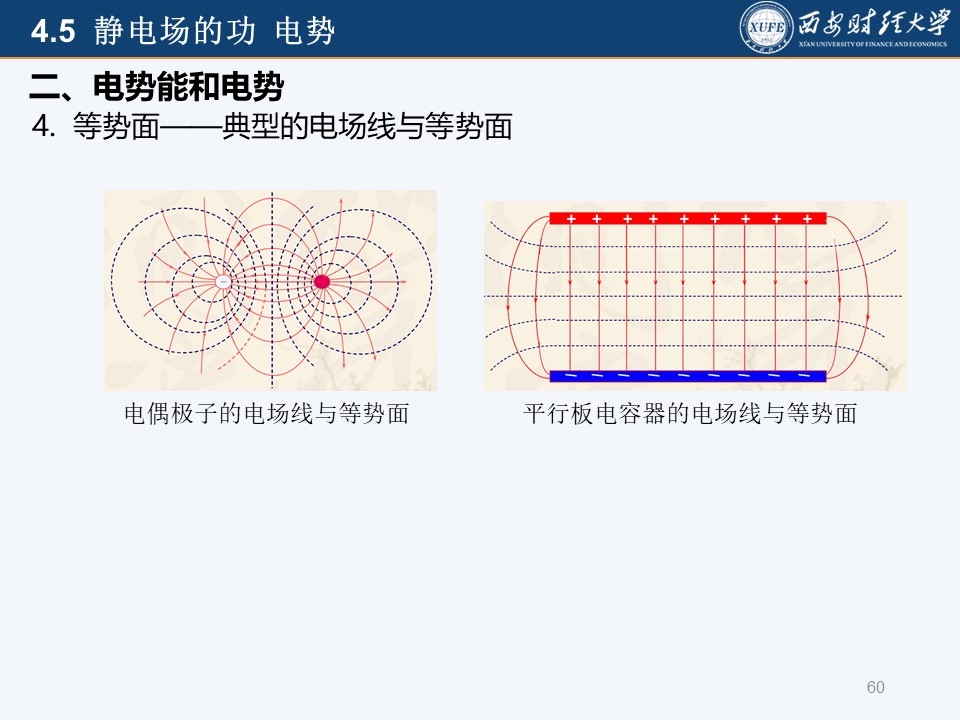 4.5 静电场的功 电势
XUFE
西安财经大学
XI'AN UNIVERSITY OF FINANCE AND ECONOMICS
二、电势能和电势
4. 等势面——典型的电场线与等势面
+ + + + + + + + +
-
- - - - - - - - -
电偶极子的电场线与等势面
平行板电容器的电场线与等势面
60